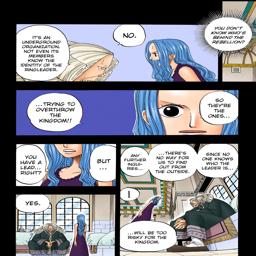 YOU DON'T
KNOW WHO'S
BEHIND THE
REBELLION?
NO.
IT'S AN
UNDERGROUND
ORGANIZATION.
NOT EVEN ITS
MEMBERS
KNOW THE
IDENTITY OF THE
RINGLEADER.
SO
THEY'RE
THE
ONES...
...TRYING TO
OVERTHROW
THE
KINGDOM!!
BUT...
YOU
HAVE A
LEAD...
RIGHT?
YES.
SINCE NO
ONE KNOWS
WHO THE
LEADER IS...
...THERE'S
NO WAY FOR
US TO FIND
OUT FROM
THE
OUTSIDE.
ANY
FURTHER
INQUI-
RIES...
...WILL BE TOO
RISKY FOR THE
KINGDOM.